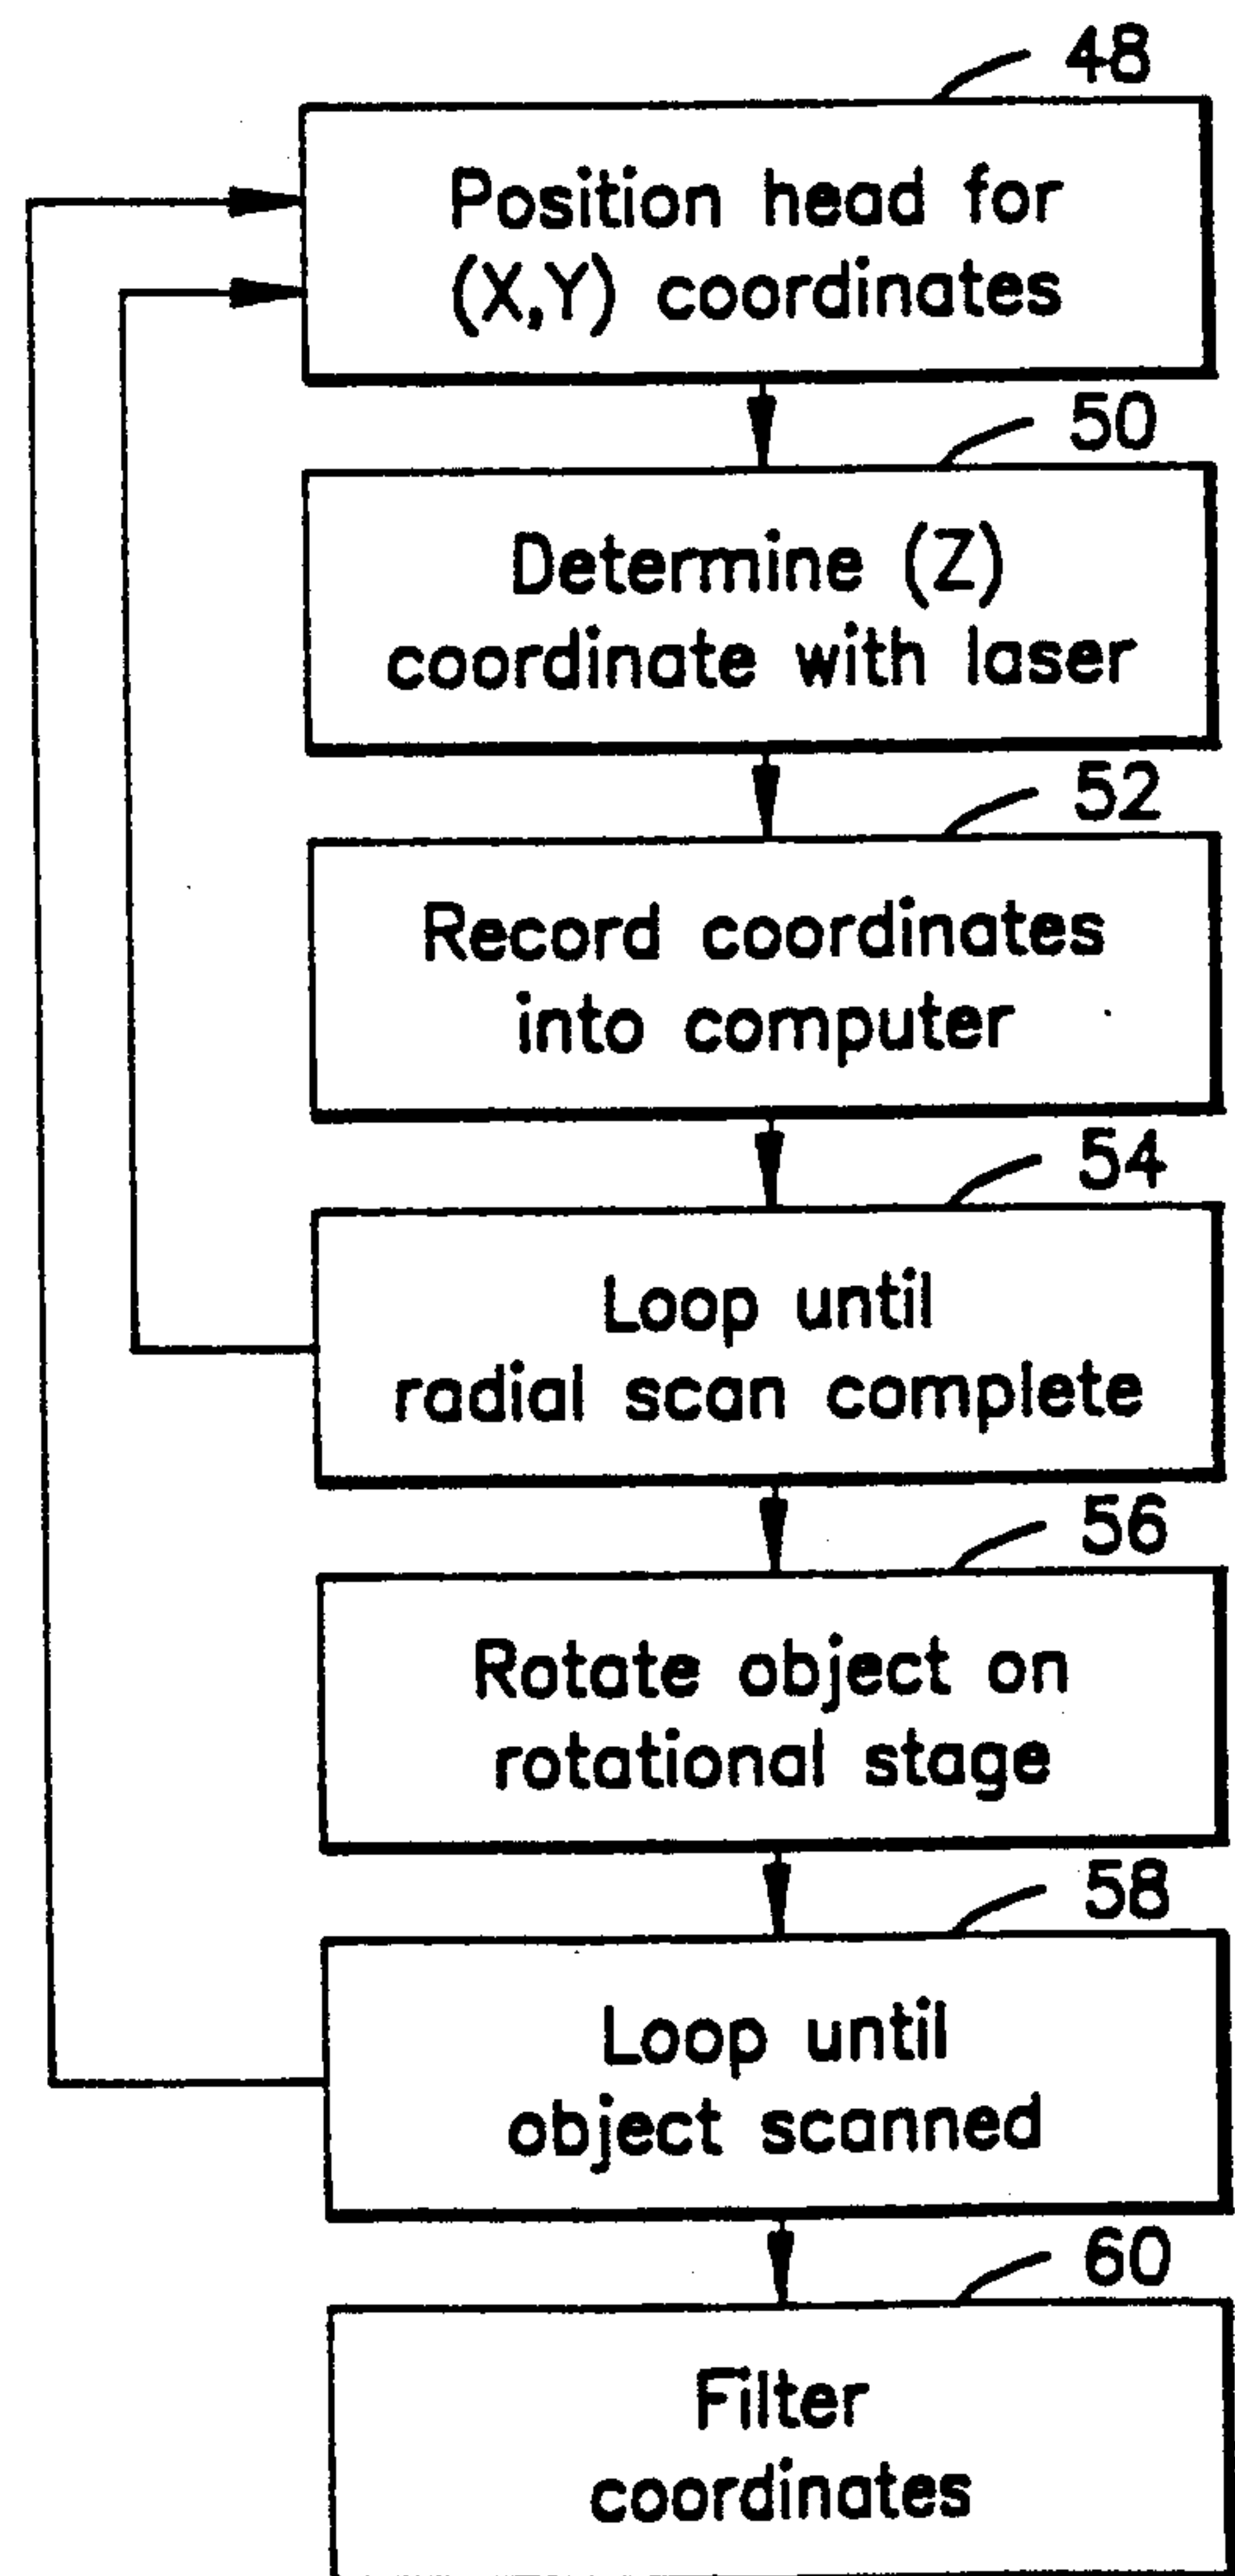 48
Position head for
(X,Y) coordinates
50
Determine (Z)
coordinate with laser
52
Record coordinates
into computer
54
Loop until
radial scan complete
56
Rotate object on
rotational stage
58
Loop until
object scanned
60
Filter
coordinates